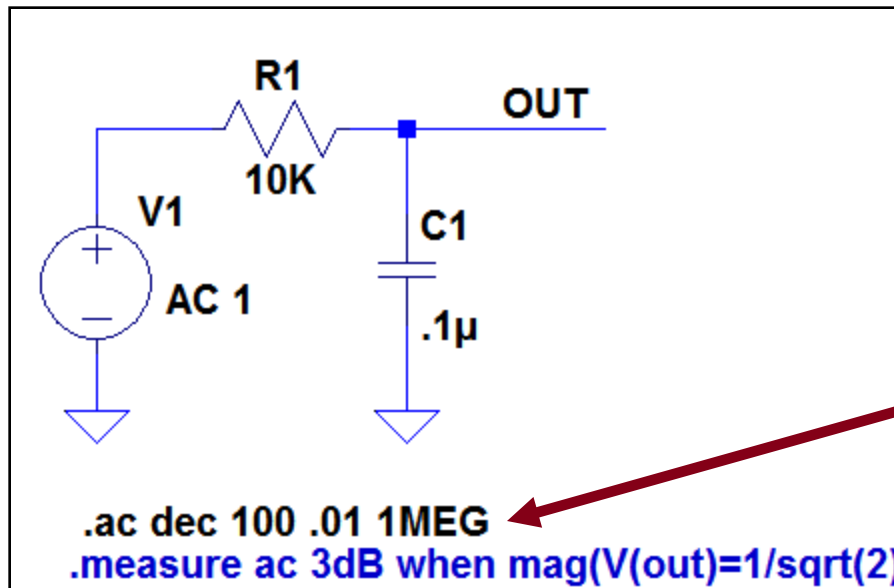 R1
OUT
10K
V1
C1
AC 1
.1µ
.ac dec 100 .01 1MEG
.measure ac 3dB when mag(V(out)=1/sqrt(2)